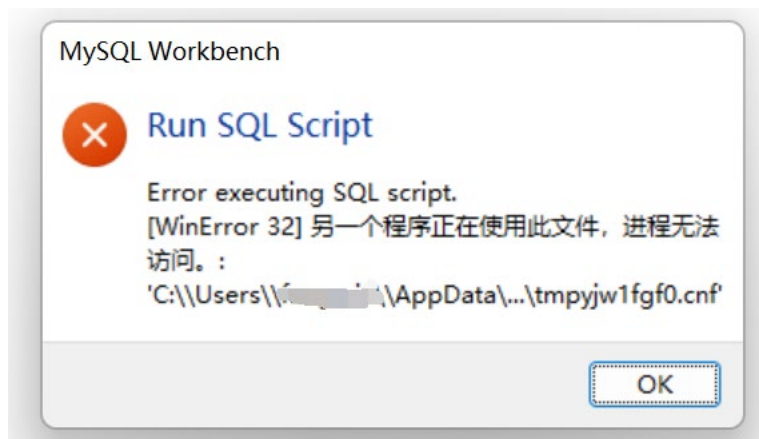 MySQL Workbench
Run SQL Script
Error executing SQL script.
[WinError 32] 另一个程序正在使用此文件，进程无法
访问。:
'C:\\Users\\ \\AppData\...\tmpyjw1fgf0.cnf'
OK